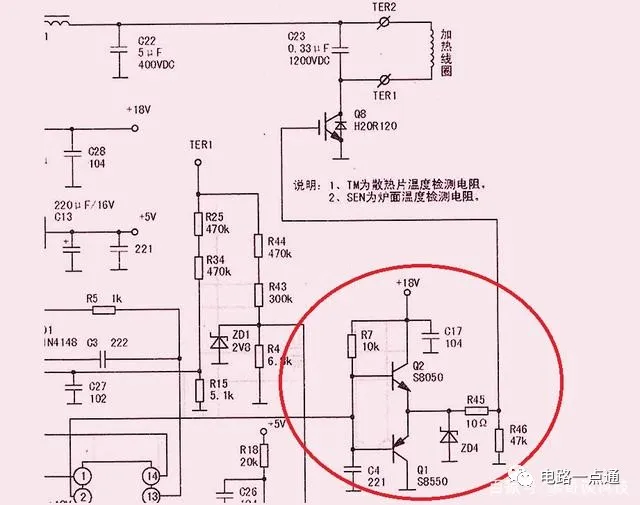 TER2
C22
5μF
400VDC
C23
0.33μF
1200VDC
加热线圈
TER1
+18V
Q8
H20R120
C28
104
TER1
说明：1、TM为散热片温度检测电阻。
2、SEN为炉面温度检测电阻。
220μF/16V
C13
+5V
221
R25
470k
R44
470k
R34
470k
R43
300k
+18V
R5 1k
R7
10k
C17
104
D1
1N4148
C3 222
ZD1
2V8
R4
6.8k
Q2
S8050
C27
102
R15
5.1k
R45
10Ω
R46
47k
+5V
R18
20k
ZD4
C4
221
Q1
S8550
1
14
2
13
C26
104
电路一点通